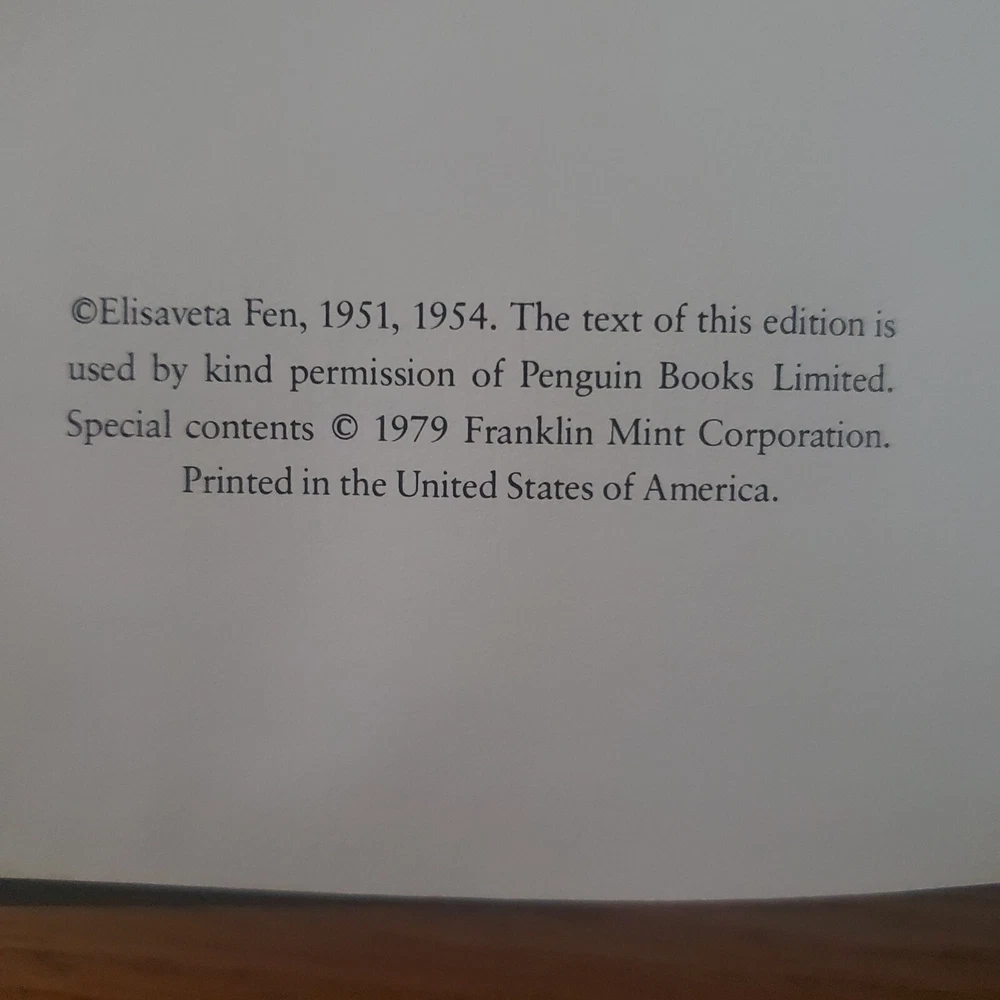 ©Elisaveta Fen, 1951, 1954. The text of this edition is
used by kind permission of Penguin Books Limited.
Special contents © 1979 Franklin Mint Corporation.
Printed in the United States of America.